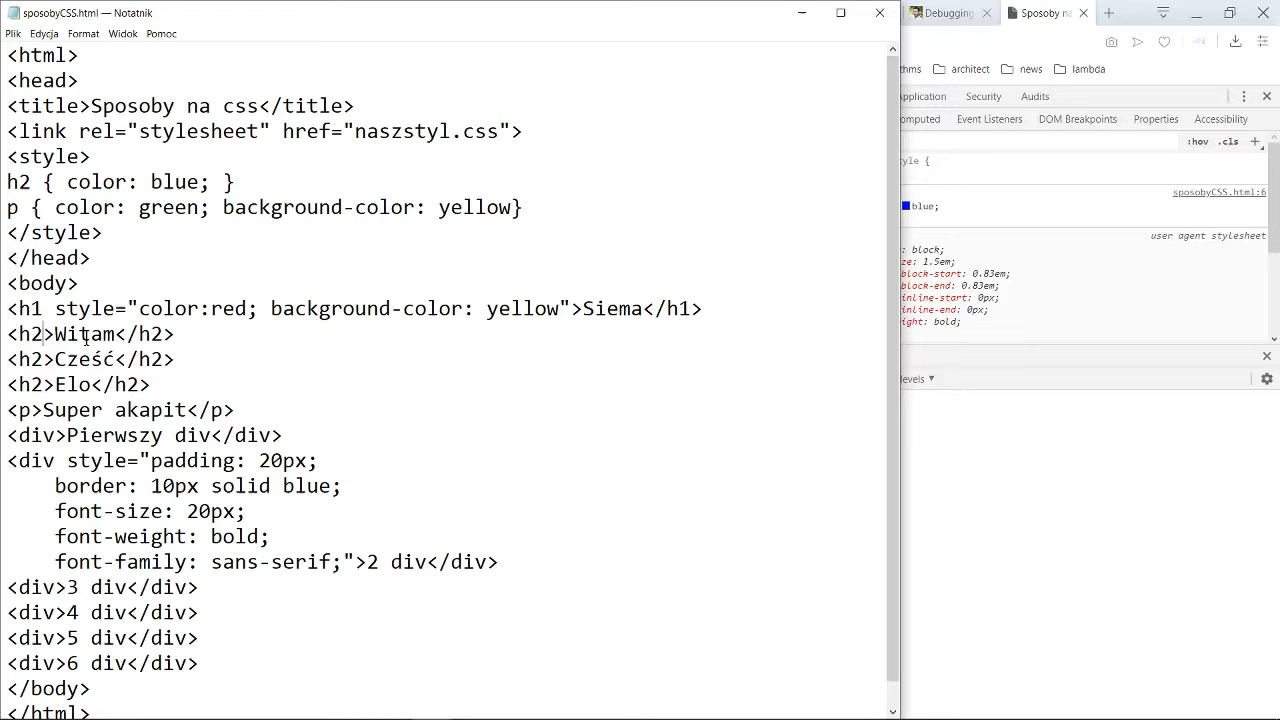 sposobyCSS.html — Notatnik
Debugging
Sposoby na
Plik Edycja Format Widok Pomoc
<html>
<head>
<title>Sposoby na css</title>
<link rel="stylesheet" href="naszstyl.css">
<style>
h2 { color: blue; }
p { color: green; background-color: yellow}
</style>
</head>
<body>
<h1 style="color:red; background-color: yellow">Siema</h1>
<h2>Witam</h2>
<h2>Cześć</h2>
<h2>Elo</h2>
<p>Super akapit</p>
<div>Pierwszy div</div>
<div style="padding: 20px;
border: 10px solid blue;
font-size: 20px;
font-weight: bold;
font-family: sans-serif;">2 div</div>
<div>3 div</div>
<div>4 div</div>
<div>5 div</div>
<div>6 div</div>
</body>
</html>
thms architect news lambda
Application Security Audits
omputed Event Listeners DOM Breakpoints Properties Accessibility
:hov .cls +
tyle {
sposobyCSS.html:6
blue;
user agent stylesheet
: block;
ze: 1.5em;
block-start: 0.83em;
block-end: 0.83em;
inline-start: 0px;
inline-end: 0px;
ight: bold;
levels ▼